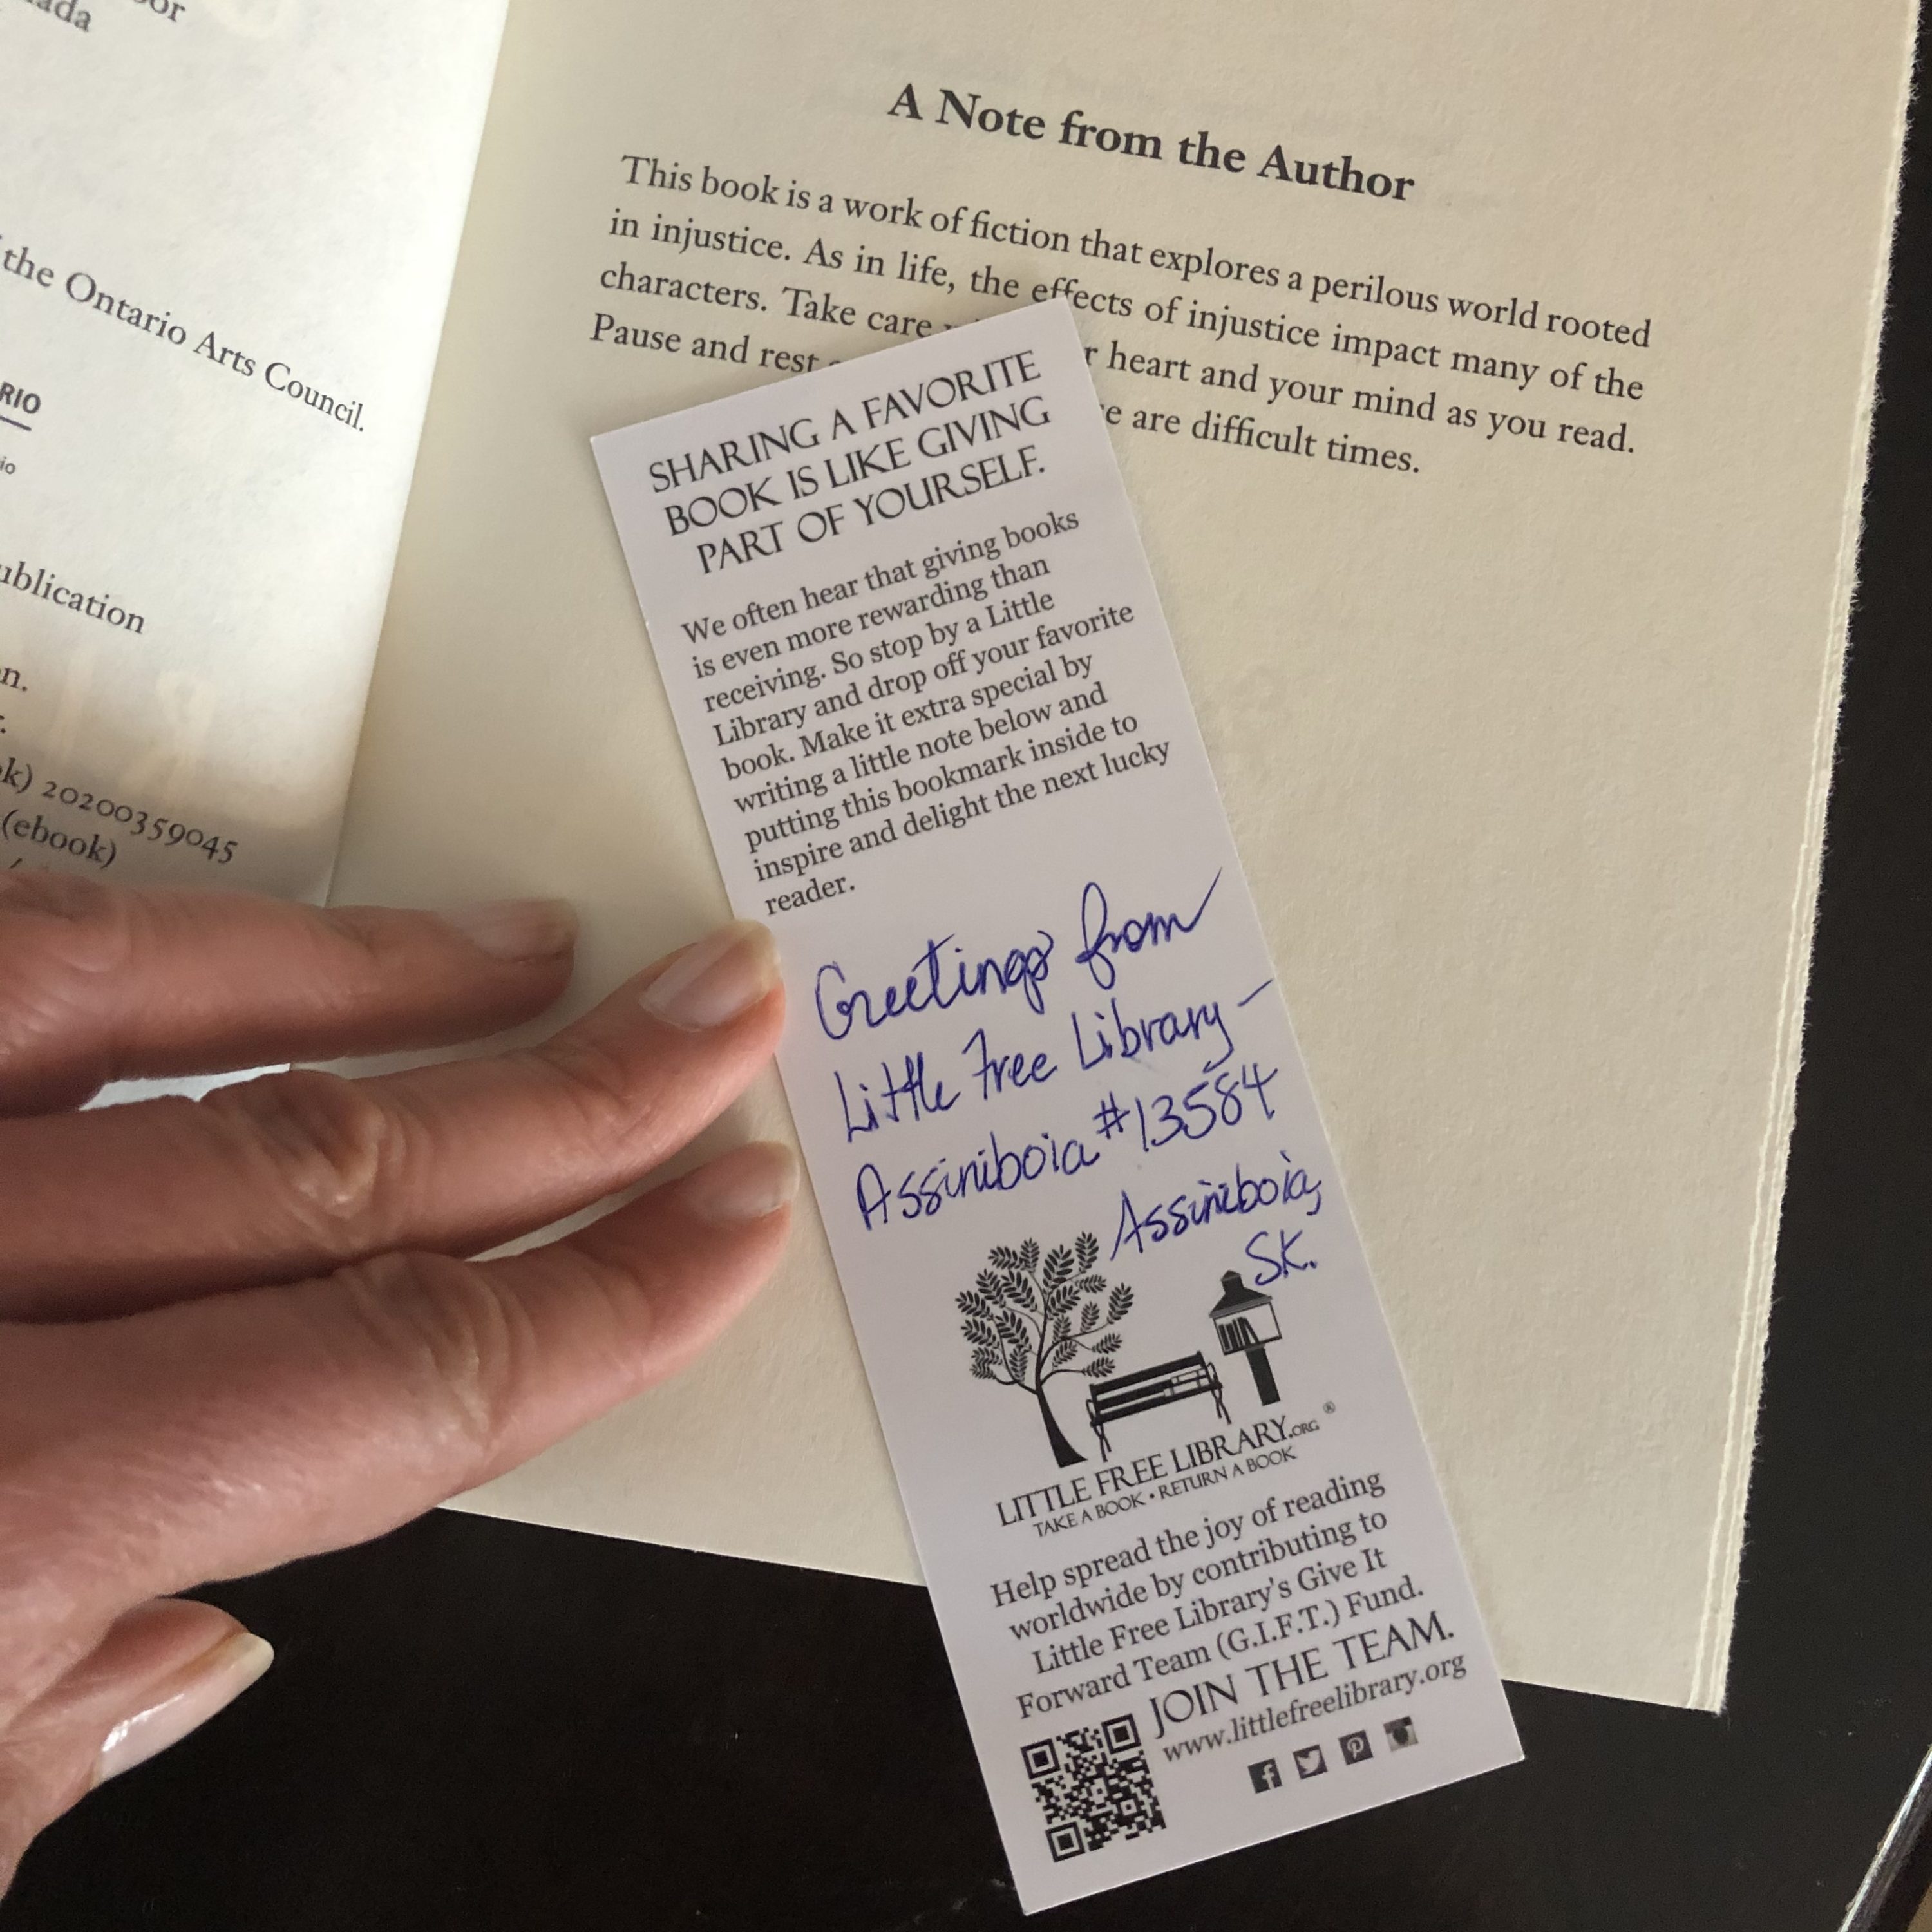 ada
or
the Ontario Arts Council.
RIO
io
ublication
n.
k) 20200359045
(ebook)
A Note from the Author
This book is a work of fiction that explores a perilous world rooted
in injustice. As in life, the effects of injustice impact many of the
characters. Take care r heart and your mind as you read.
Pause and rest e are difficult times.
SHARING A FAVORITE
BOOK IS LIKE GIVING
PART OF YOURSELF.
We often hear that giving books
is even more rewarding than
receiving. So stop by a Little
Library and drop off your favorite
book. Make it extra special by
writing a little note below and
putting this bookmark inside to
inspire and delight the next lucky
reader.
Greetings from
Little Free Library -
Assiniboia #13584
Assiniboia,
SK.
LITTLE FREE LIBRARY.ORG ®
TAKE A BOOK • RETURN A BOOK
Help spread the joy of reading
worldwide by contributing to
Little Free Library's Give It
Forward Team (G.I.F.T.) Fund.
JOIN THE TEAM.
www.littlefreelibrary.org